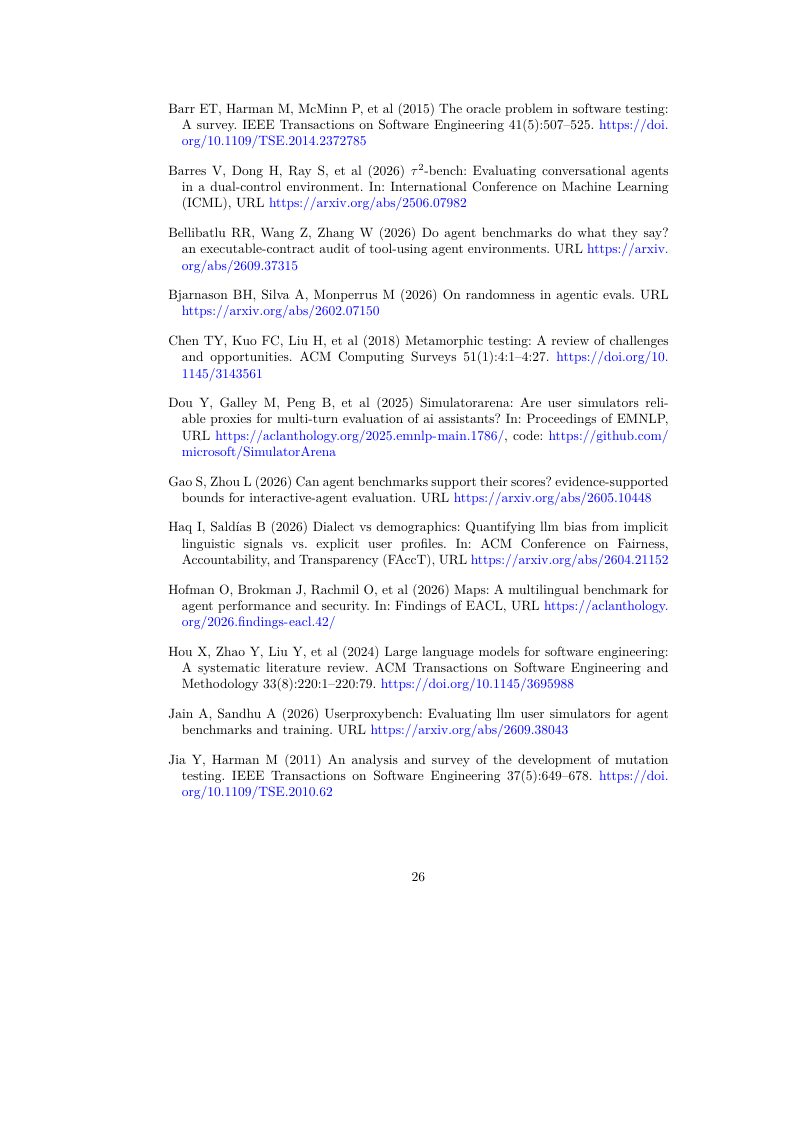 Barr ET, Harman M, McMinn P, et al (2015) The oracle problem in software testing:
A survey. IEEE Transactions on Software Engineering 41(5):507–525. https://doi.
org/10.1109/TSE.2014.2372785
Barres V, Dong H, Ray S, et al (2026) τ²-bench: Evaluating conversational agents
in a dual-control environment. In: International Conference on Machine Learning
(ICML), URL https://arxiv.org/abs/2506.07982
Bellibatlu RR, Wang Z, Zhang W (2026) Do agent benchmarks do what they say?
an executable-contract audit of tool-using agent environments. URL https://arxiv.
org/abs/2609.37315
Bjarnason BH, Silva A, Monperrus M (2026) On randomness in agentic evals. URL
https://arxiv.org/abs/2602.07150
Chen TY, Kuo FC, Liu H, et al (2018) Metamorphic testing: A review of challenges
and opportunities. ACM Computing Surveys 51(1):4:1–4:27. https://doi.org/10.
1145/3143561
Dou Y, Galley M, Peng B, et al (2025) Simulatorarena: Are user simulators reli-
able proxies for multi-turn evaluation of ai assistants? In: Proceedings of EMNLP,
URL https://aclanthology.org/2025.emnlp-main.1786/, code: https://github.com/
microsoft/SimulatorArena
Gao S, Zhou L (2026) Can agent benchmarks support their scores? evidence-supported
bounds for interactive-agent evaluation. URL https://arxiv.org/abs/2605.10448
Haq I, Saldías B (2026) Dialect vs demographics: Quantifying llm bias from implicit
linguistic signals vs. explicit user profiles. In: ACM Conference on Fairness,
Accountability, and Transparency (FAccT), URL https://arxiv.org/abs/2604.21152
Hofman O, Brokman J, Rachmil O, et al (2026) Maps: A multilingual benchmark for
agent performance and security. In: Findings of EACL, URL https://aclanthology.
org/2026.findings-eacl.42/
Hou X, Zhao Y, Liu Y, et al (2024) Large language models for software engineering:
A systematic literature review. ACM Transactions on Software Engineering and
Methodology 33(8):220:1–220:79. https://doi.org/10.1145/3695988
Jain A, Sandhu A (2026) Userproxybench: Evaluating llm user simulators for agent
benchmarks and training. URL https://arxiv.org/abs/2609.38043
Jia Y, Harman M (2011) An analysis and survey of the development of mutation
testing. IEEE Transactions on Software Engineering 37(5):649–678. https://doi.
org/10.1109/TSE.2010.62
26